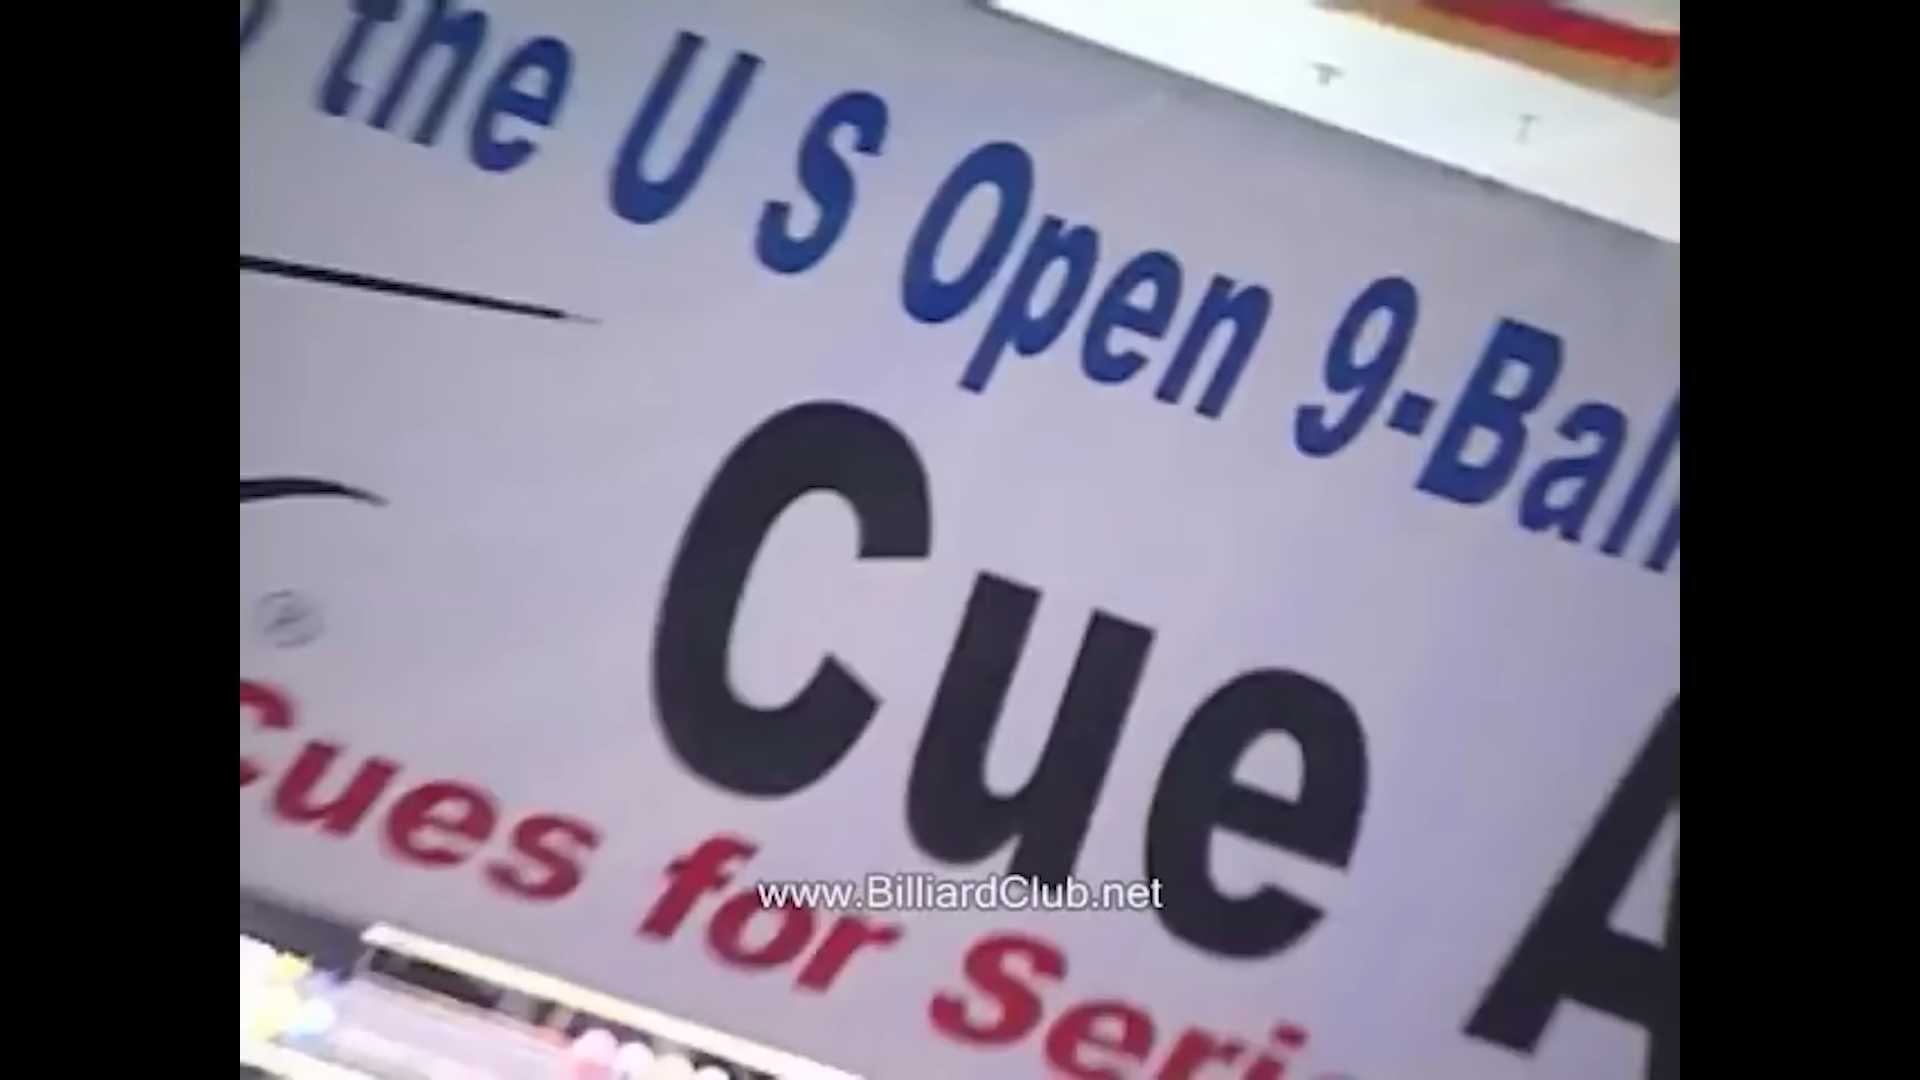 the U S Open 9-Ball
Cue A
®
Cues for Seri
www.BilliardClub.net